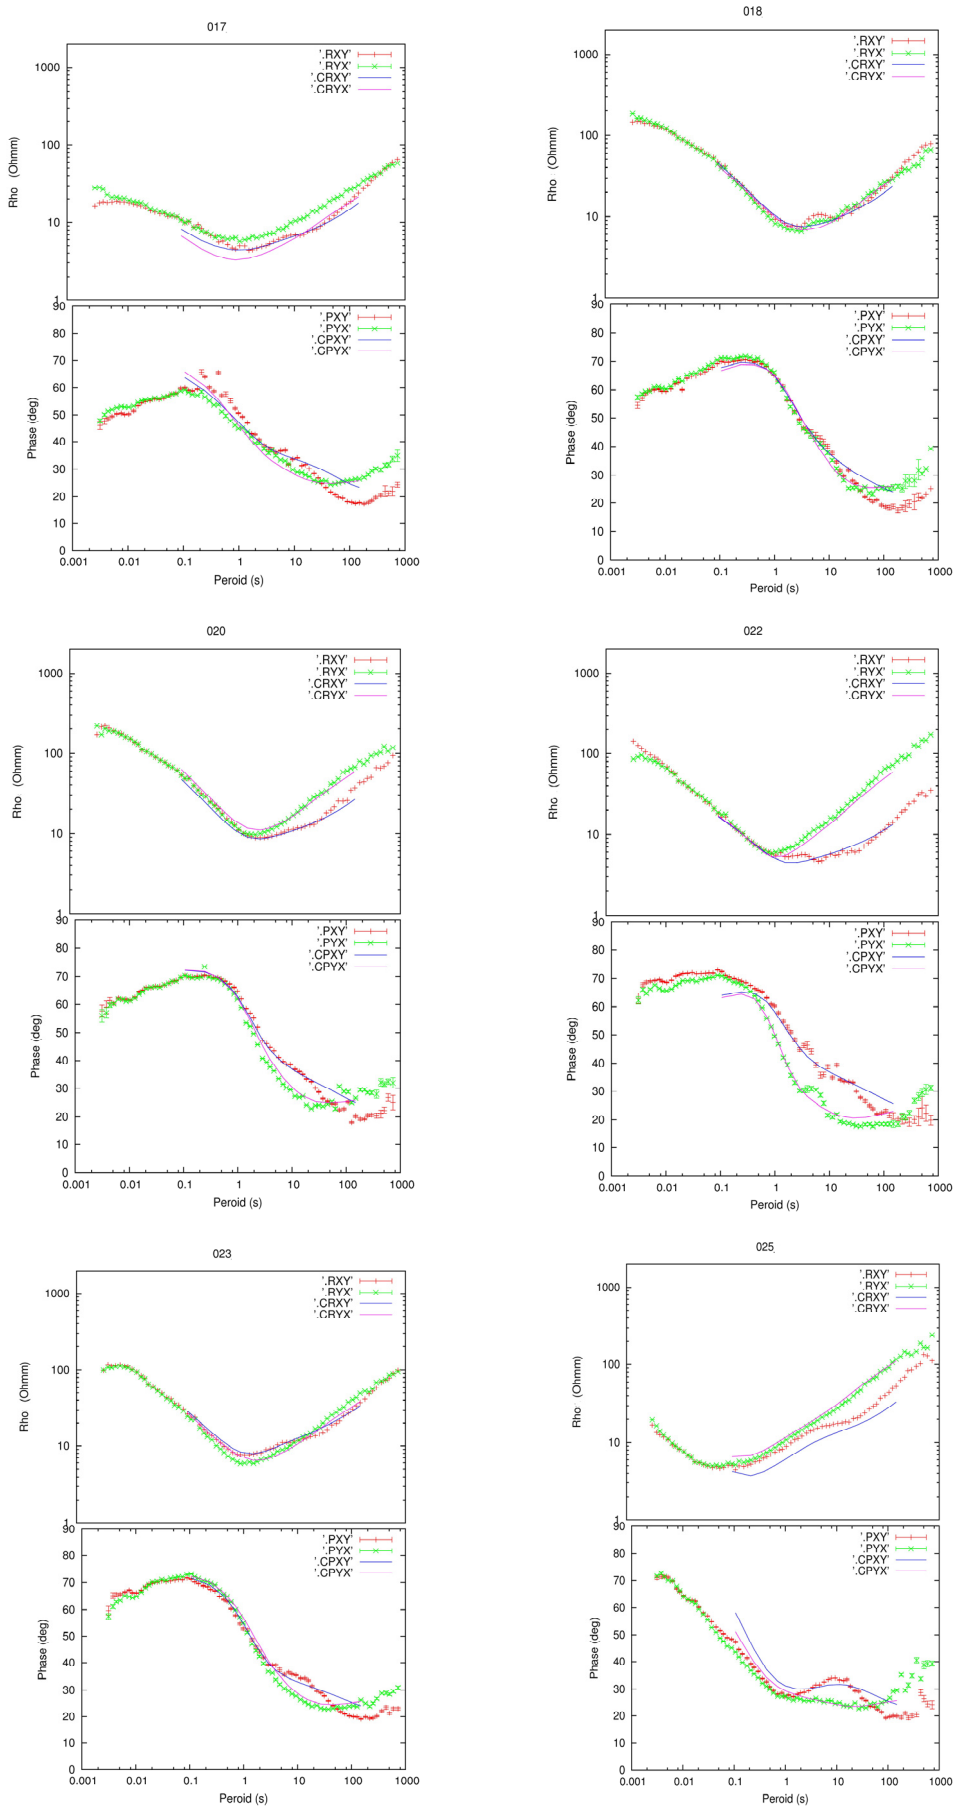 017
'.RXY'
'.RYX'
'.CRXY'
'.CRYX'
1000
100
10
1
Rho (Ohmm)
'.PXY'
'.PYX'
'.CPXY'
'.CPYX'
90
80
70
60
50
40
30
20
10
0
Phase (deg)
0.001 0.01 0.1 1 10 100 1000
Peroid (s)
018
'.RXY'
'.RYX'
'.CRXY'
'.CRYX'
1000
100
10
1
Rho (Ohmm)
'.PXY'
'.PYX'
'.CPXY'
'.CPYX'
90
80
70
60
50
40
30
20
10
0
Phase (deg)
0.001 0.01 0.1 1 10 100 1000
Peroid (s)
020
'.RXY'
'.RYX'
'.CRXY'
'.CRYX'
1000
100
10
1
Rho (Ohmm)
'.PXY'
'.PYX'
'.CPXY'
'.CPYX'
90
80
70
60
50
40
30
20
10
0
Phase (deg)
0.001 0.01 0.1 1 10 100 1000
Peroid (s)
022
'.RXY'
'.RYX'
'.CRXY'
'.CRYX'
1000
100
10
1
Rho (Ohmm)
'.PXY'
'.PYX'
'.CPXY'
'.CPYX'
90
80
70
60
50
40
30
20
10
0
Phase (deg)
0.001 0.01 0.1 1 10 100 1000
Peroid (s)
023
'.RXY'
'.RYX'
'.CRXY'
'.CRYX'
1000
100
10
1
Rho (Ohmm)
'.PXY'
'.PYX'
'.CPXY'
'.CPYX'
90
80
70
60
50
40
30
20
10
0
Phase (deg)
0.001 0.01 0.1 1 10 100 1000
Peroid (s)
025
'.RXY'
'.RYX'
'.CRXY'
'.CRYX'
1000
100
10
1
Rho (Ohmm)
'.PXY'
'.PYX'
'.CPXY'
'.CPYX'
90
80
70
60
50
40
30
20
10
0
Phase (deg)
0.001 0.01 0.1 1 10 100 1000
Peroid (s)